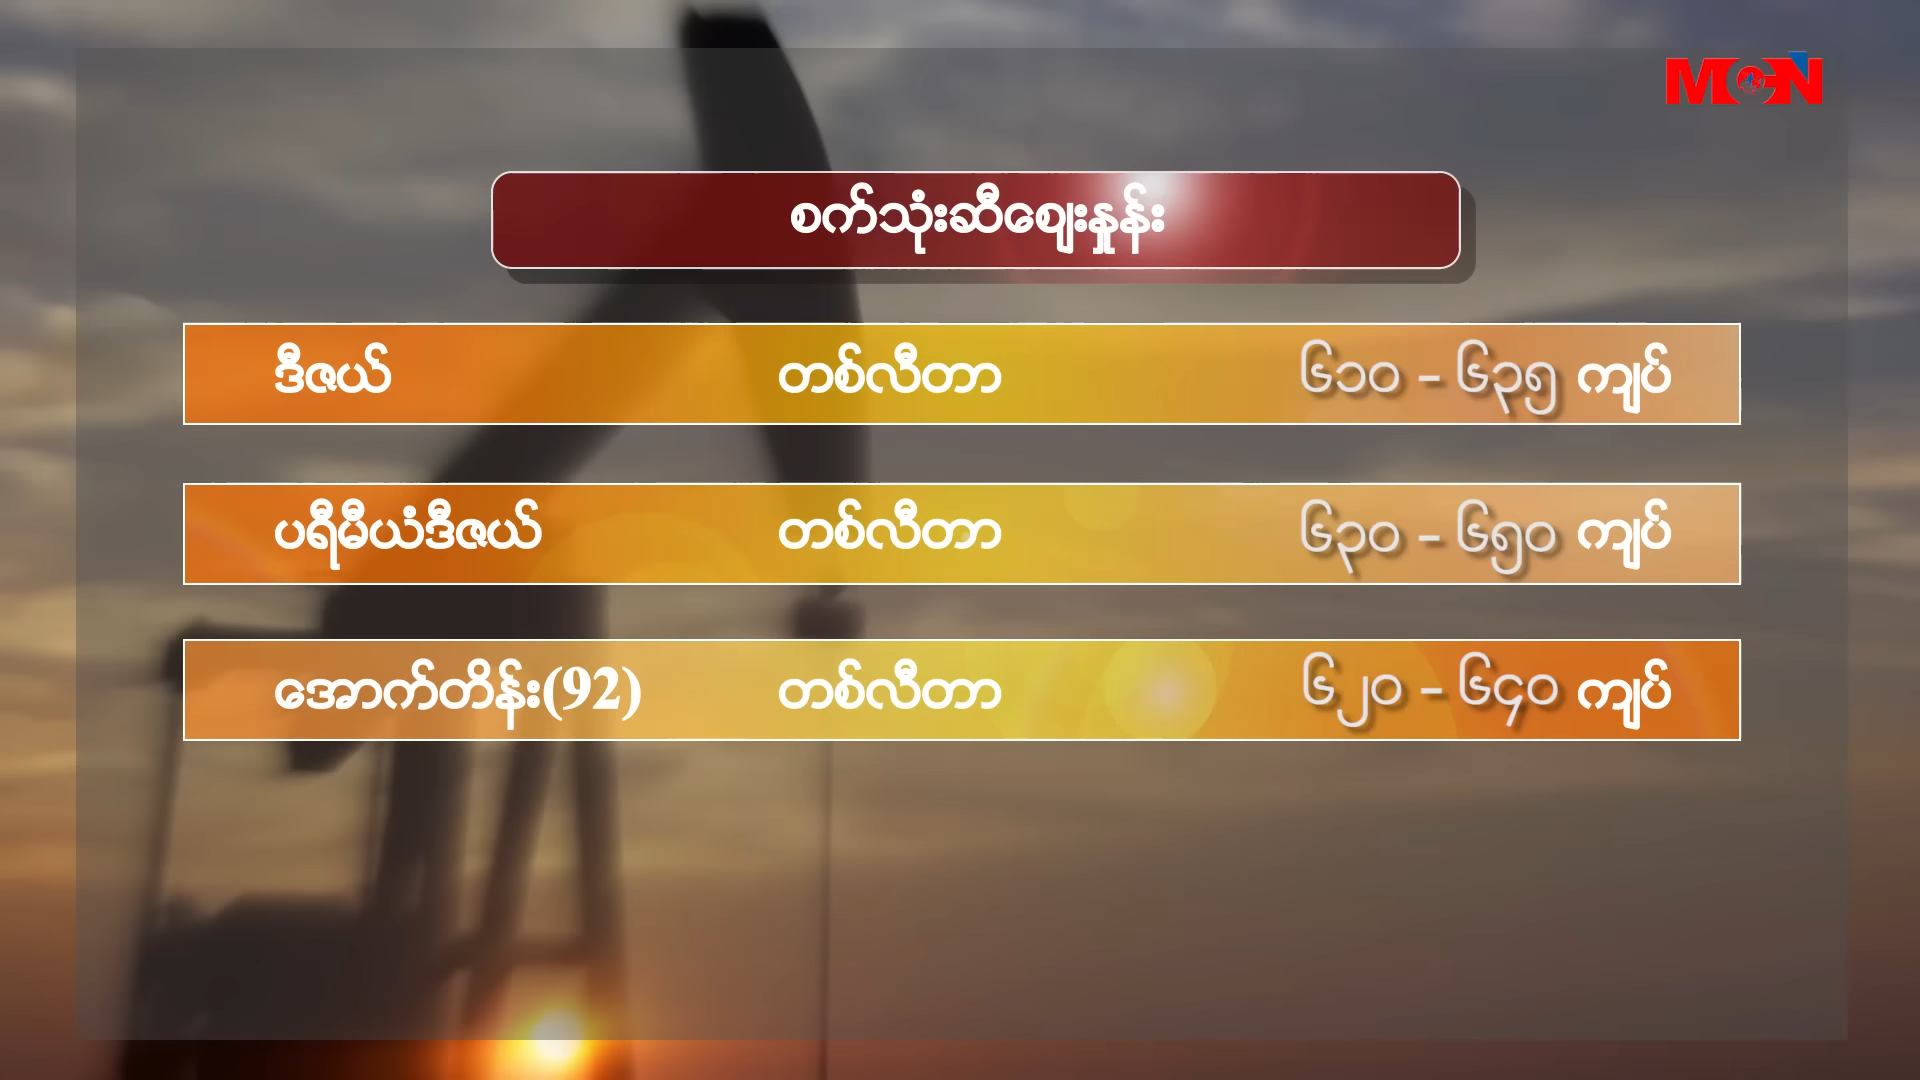 MCN
စက်သုံးဆီဈေးနှုန်း
ဒီဇယ် တစ်လီတာ ၆၁၀ - ၆၃၅ ကျပ်
ပရီမီယံဒီဇယ် တစ်လီတာ ၆၃၀ - ၆၅၀ ကျပ်
အောက်တိန်း(92) တစ်လီတာ ၆၂၀ - ၆၄၀ ကျပ်